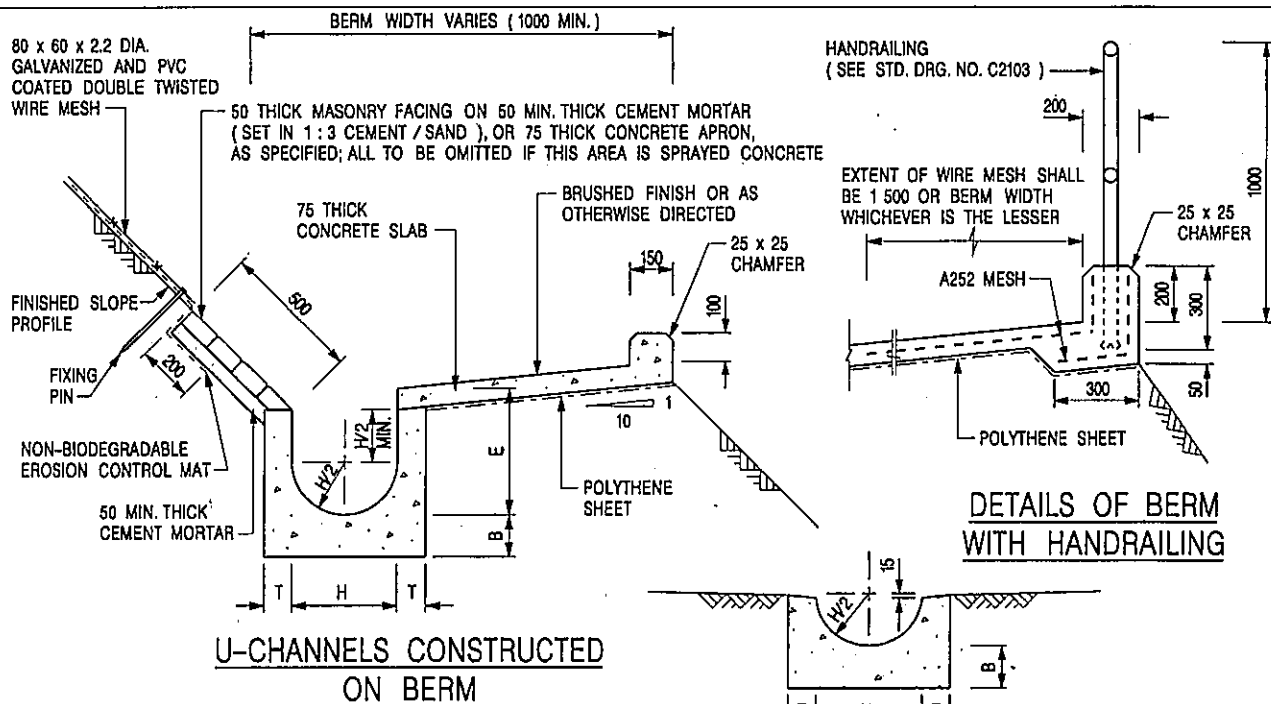 BERM WIDTH VARIES ( 1000 MIN. )
80 x 60 x 2.2 DIA.
GALVANIZED AND PVC
COATED DOUBLE TWISTED
WIRE MESH
50 THICK MASONRY FACING ON 50 MIN. THICK CEMENT MORTAR
( SET IN 1 : 3 CEMENT / SAND ), OR 75 THICK CONCRETE APRON,
AS SPECIFIED; ALL TO BE OMITTED IF THIS AREA IS SPRAYED CONCRETE
75 THICK
CONCRETE SLAB
BRUSHED FINISH OR AS
OTHERWISE DIRECTED
25 x 25
CHAMFER
150
100
500
FINISHED SLOPE
PROFILE
200
FIXING
PIN
NON-BIODEGRADABLE
EROSION CONTROL MAT
50 MIN. THICK
CEMENT MORTAR
H/2
MIN.
H/2
E
B
10
1
POLYTHENE
SHEET
T
H
T
U-CHANNELS CONSTRUCTED
ON BERM
HANDRAILING
( SEE STD. DRG. NO. C2103 )
200
1000
EXTENT OF WIRE MESH SHALL
BE 1 500 OR BERM WIDTH
WHICHEVER IS THE LESSER
25 x 25
CHAMFER
A252 MESH
200
300
50
300
POLYTHENE SHEET
DETAILS OF BERM
WITH HANDRAILING
15
H/2
B